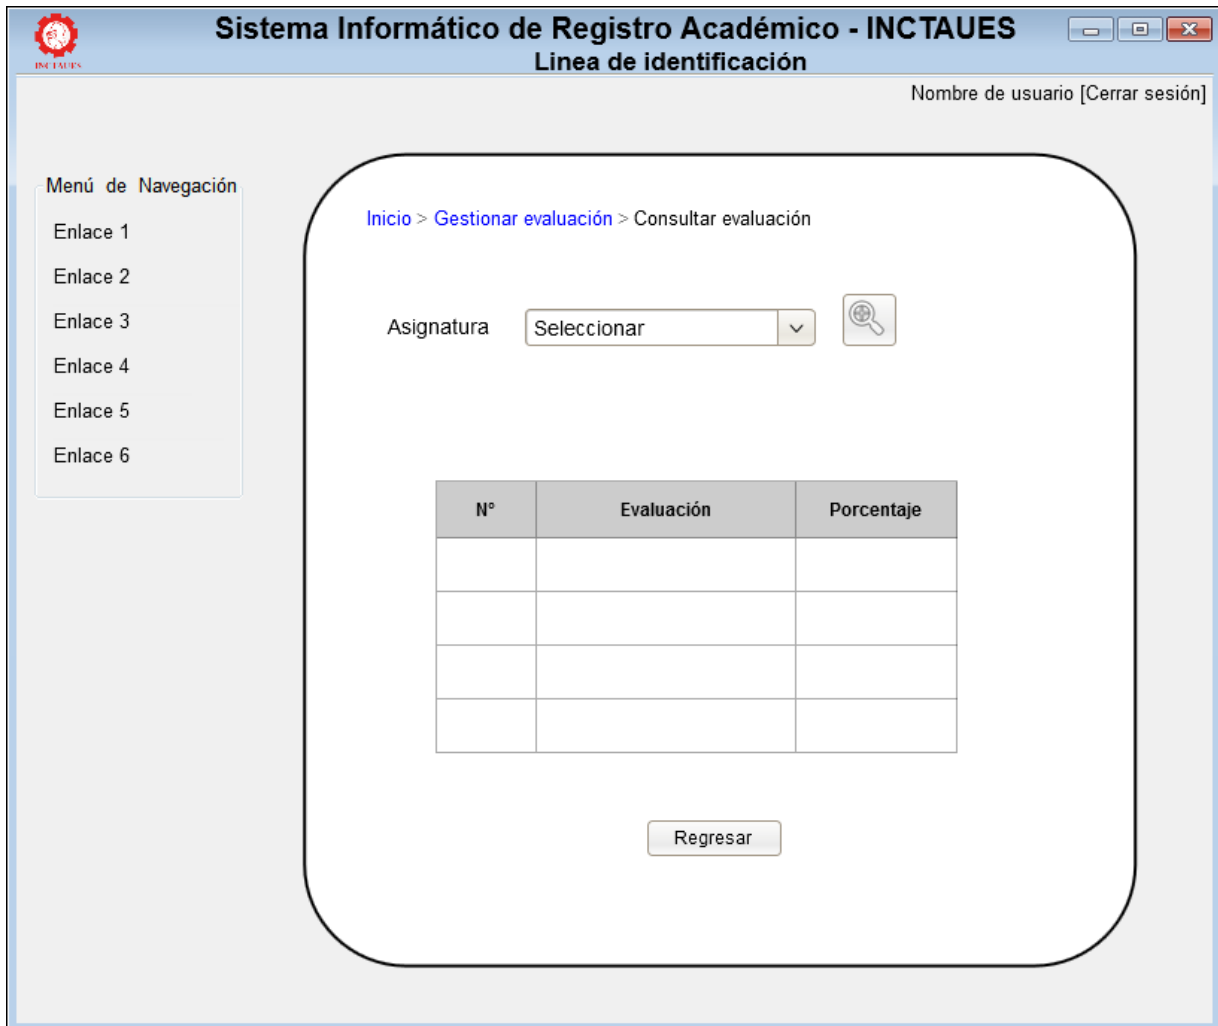 Sistema Informático de Registro Académico - INCTAUES
Linea de identificación
INCTAUES
Nombre de usuario [Cerrar sesión]
Menú de Navegación
Enlace 1
Enlace 2
Enlace 3
Enlace 4
Enlace 5
Enlace 6
Inicio > Gestionar evaluación > Consultar evaluación
Asignatura Seleccionar
N° Evaluación Porcentaje
Regresar